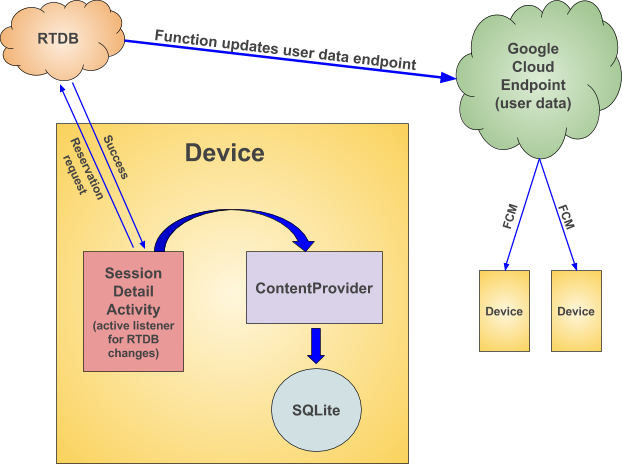 RTDB
Function updates user data endpoint
Google
Cloud
Endpoint
(user data)
Success
Reservation
request
Device
Session
Detail
Activity
(active listener
for RTDB
changes)
ContentProvider
SQLite
FCM
FCM
Device
Device